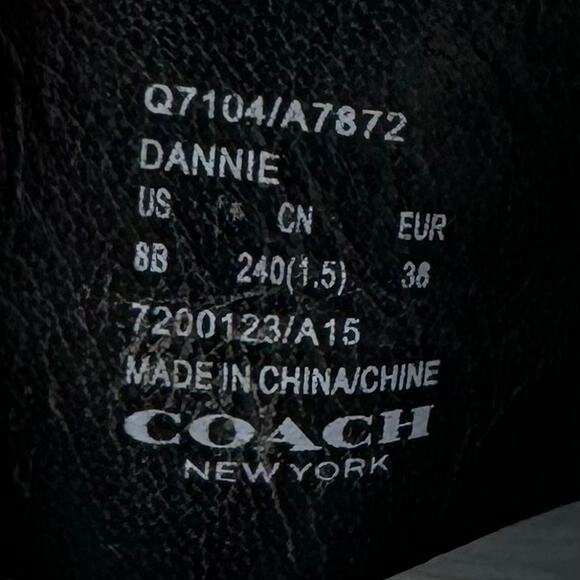 Q7104/A7872
DANNIE
US CN EUR
8B 240(1.5) 38
7200123/A15
MADE IN CHINA/CHINE
COACH
NEW YORK